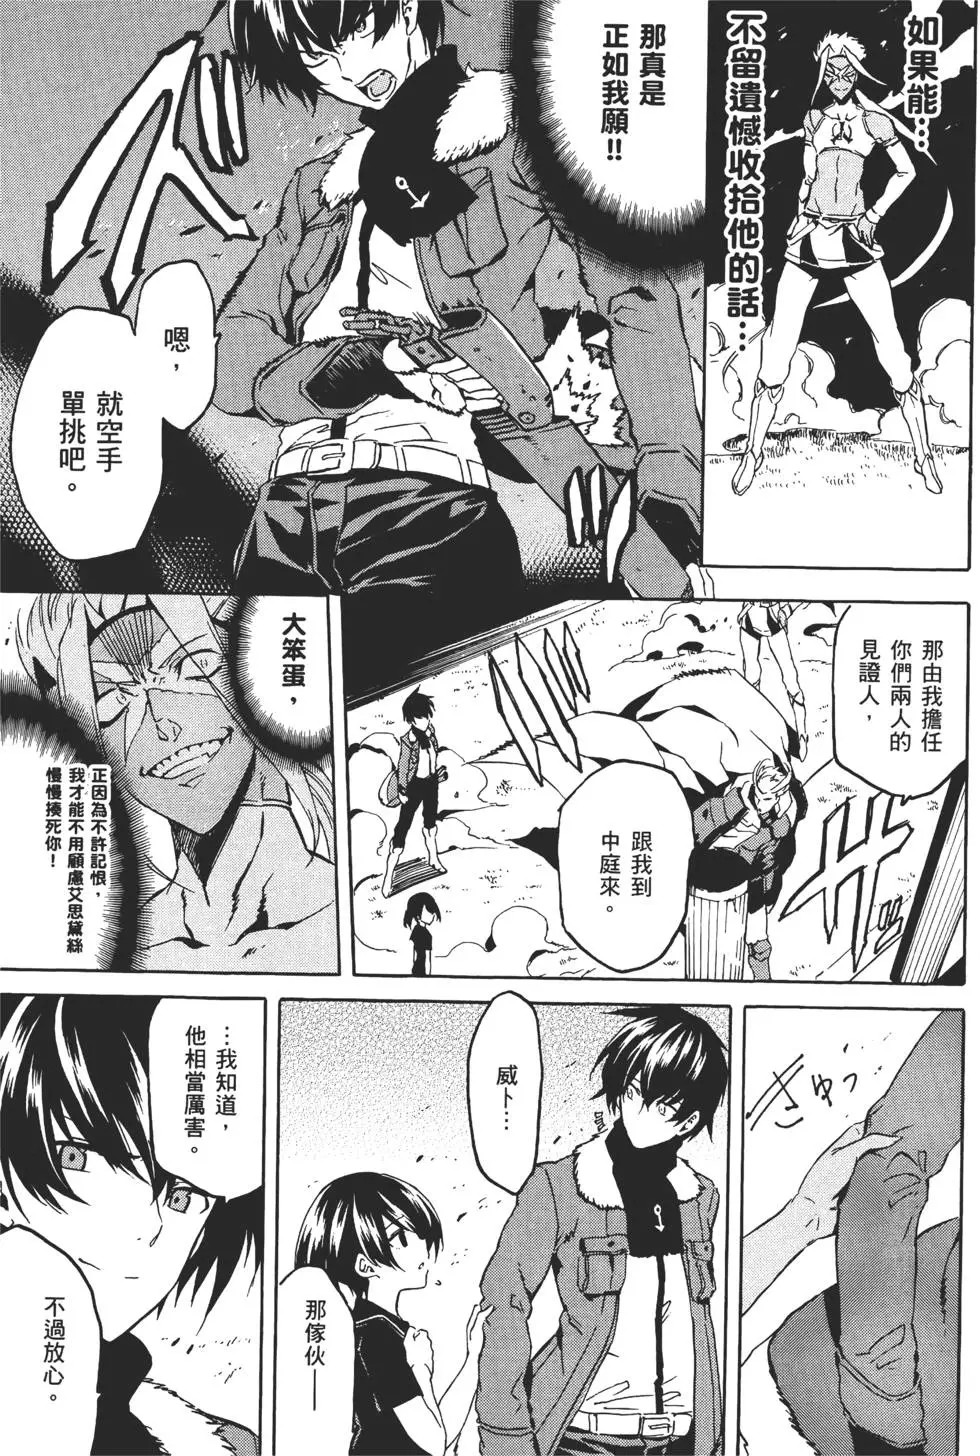 如果能…
不留遺憾收拾他的話…
那真是
正如我願!!
嗯，
就空手
單挑吧。
那由我擔任
你們兩人的
見證人，
跟我到
中庭來。
大笨蛋，
正因為不許記恨，
我才能不用顧慮艾思黛絲
慢慢揍死你！
ぎゅっ
威卜…
那傢伙──
…我知道，
他相當厲害。
不過放心。